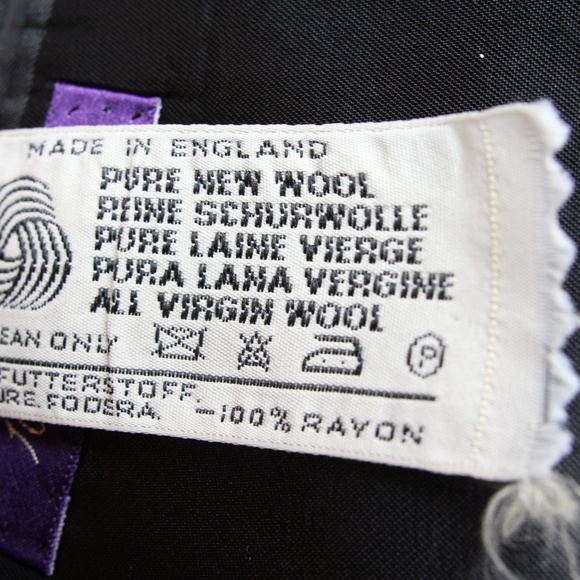 MADE IN ENGLAND
PURE NEW WOOL
REINE SCHURWOLLE
PURE LAINE VIERGE
PURA LANA VERGINE
ALL VIRGIN WOOL
EAN ONLY P
FUTTERSTOFF.
URE FODERA. -100% RAYON